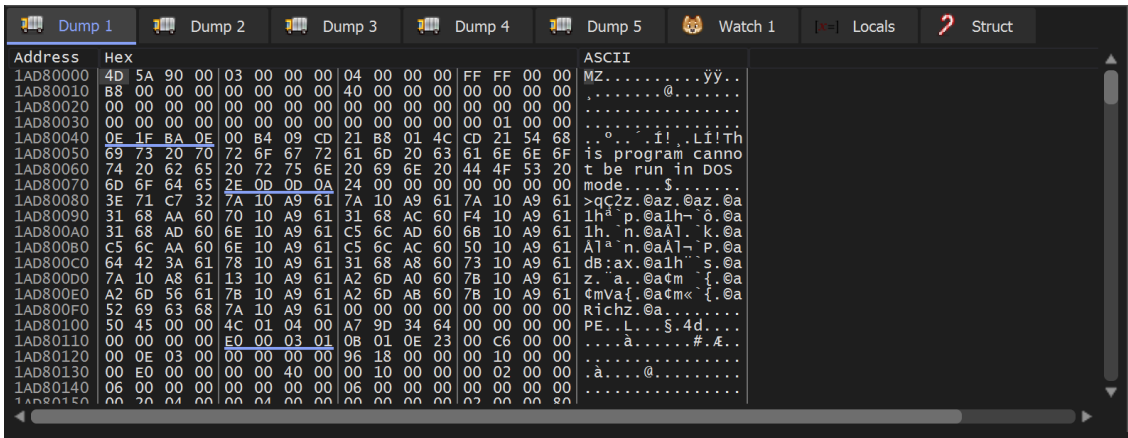 Dump 1 Dump 2 Dump 3 Dump 4 Dump 5 Watch 1 [x=] Locals Struct
Address Hex ASCII
1AD80000 4D 5A 90 00 03 00 00 00 04 00 00 00 FF FF 00 00 MZ..........ÿÿ..
1AD80010 B8 00 00 00 00 00 00 00 40 00 00 00 00 00 00 00 ¸.......@.......
1AD80020 00 00 00 00 00 00 00 00 00 00 00 00 00 00 00 00 ................
1AD80030 00 00 00 00 00 00 00 00 00 00 00 00 00 01 00 00 ................
1AD80040 0E 1F BA 0E 00 B4 09 CD 21 B8 01 4C CD 21 54 68 ..º..´.Í!¸.LÍ!Th
1AD80050 69 73 20 70 72 6F 67 72 61 6D 20 63 61 6E 6E 6F is program canno
1AD80060 74 20 62 65 20 72 75 6E 20 69 6E 20 44 4F 53 20 t be run in DOS
1AD80070 6D 6F 64 65 2E 0D 0D 0A 24 00 00 00 00 00 00 00 mode....$.......
1AD80080 3E 71 C7 32 7A 10 A9 61 7A 10 A9 61 7A 10 A9 61 >qÇ2z.©az.©az.©a
1AD80090 31 68 AA 60 70 10 A9 61 31 68 AC 60 F4 10 A9 61 1hª`p.©a1h¬`ô.©a
1AD800A0 31 68 AD 60 6E 10 A9 61 C5 6C AD 60 6B 10 A9 61 1h.`n.©aÅl.`k.©a
1AD800B0 C5 6C AA 60 6E 10 A9 61 C5 6C AC 60 50 10 A9 61 Ålª`n.©aÅl¬`P.©a
1AD800C0 64 42 3A 61 78 10 A9 61 31 68 A8 60 73 10 A9 61 dB:ax.©a1h¨`s.©a
1AD800D0 7A 10 A8 61 13 10 A9 61 A2 6D A0 60 7B 10 A9 61 z.¨a..©a¢m `{.©a
1AD800E0 A2 6D 56 61 7B 10 A9 61 A2 6D AB 60 7B 10 A9 61 ¢mVa{.©a¢m«`{.©a
1AD800F0 52 69 63 68 7A 10 A9 61 00 00 00 00 00 00 00 00 Richz.©a........
1AD80100 50 45 00 00 4C 01 04 00 A7 9D 34 64 00 00 00 00 PE..L...§.4d....
1AD80110 00 00 00 00 E0 00 03 01 0B 01 0E 23 00 C6 00 00 ....à......#.Æ..
1AD80120 00 0E 03 00 00 00 00 00 96 18 00 00 00 10 00 00 ................
1AD80130 00 E0 00 00 00 00 40 00 00 10 00 00 00 02 00 00 .à....@.........
1AD80140 06 00 00 00 00 00 00 00 06 00 00 00 00 00 00 00 ................
1AD80150 00 20 04 00 00 04 00 00 00 00 00 00 02 00 00 80